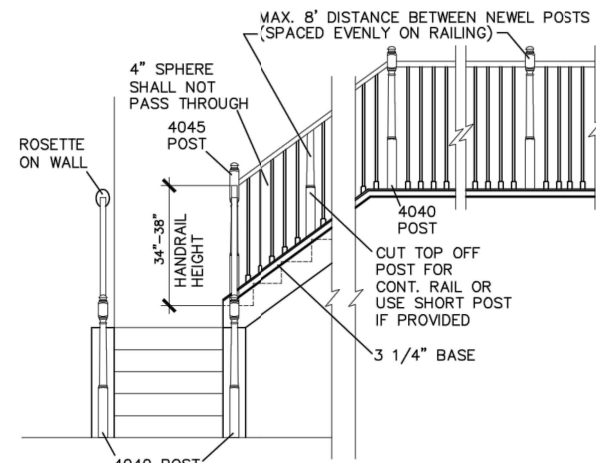 MAX. 8' DISTANCE BETWEEN NEWEL POSTS
(SPACED EVENLY ON RAILING)
4" SPHERE
SHALL NOT
PASS THROUGH
4045
POST
ROSETTE
ON WALL
34"-38"
HANDRAIL
HEIGHT
4040
POST
CUT TOP OFF
POST FOR
CONT. RAIL OR
USE SHORT POST
IF PROVIDED
3 1/4" BASE
4040 POST